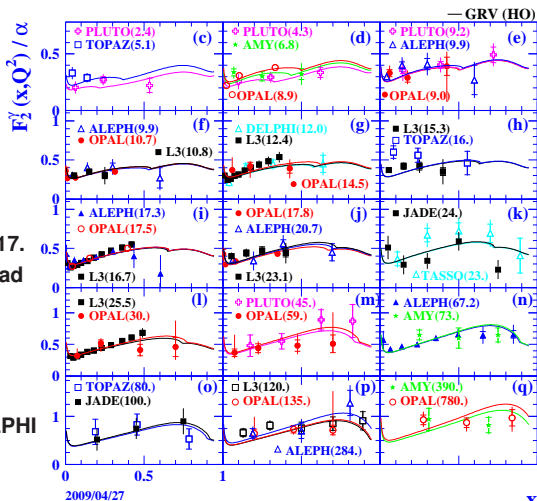 — GRV (HO)
F₂^γ (x,Q²) / α
PLUTO(2.4)
TOPAZ(5.1)
(c)
PLUTO(4.3)
AMY(6.8)
OPAL(8.9)
(d)
PLUTO(9.2)
ALEPH(9.9)
OPAL(9.0)
(e)
1
0.5
0
(f)
ALEPH(9.9)
OPAL(10.7)
L3(10.8)
(g)
DELPHI(12.0)
L3(12.4)
OPAL(14.5)
(h)
L3(15.3)
TOPAZ(16.)
1
0.5
0
17.
ad
ALEPH(17.3)
OPAL(17.5)
(i)
L3(16.7)
OPAL(17.8)
ALEPH(20.7)
(j)
L3(23.1)
JADE(24.)
(k)
TASSO(23.)
1
0.5
0
L3(25.5)
OPAL(30.)
(l)
PLUTO(45.)
OPAL(59.)
(m)
ALEPH(67.2)
AMY(73.)
(n)
1
0
LPHI
TOPAZ(80.)
JADE(100.)
(o)
L3(120.)
OPAL(135.)
(p)
ALEPH(284.)
AMY(390.)
OPAL(780.)
(q)
1
0
0.5
1
0.5
2009/04/27
x